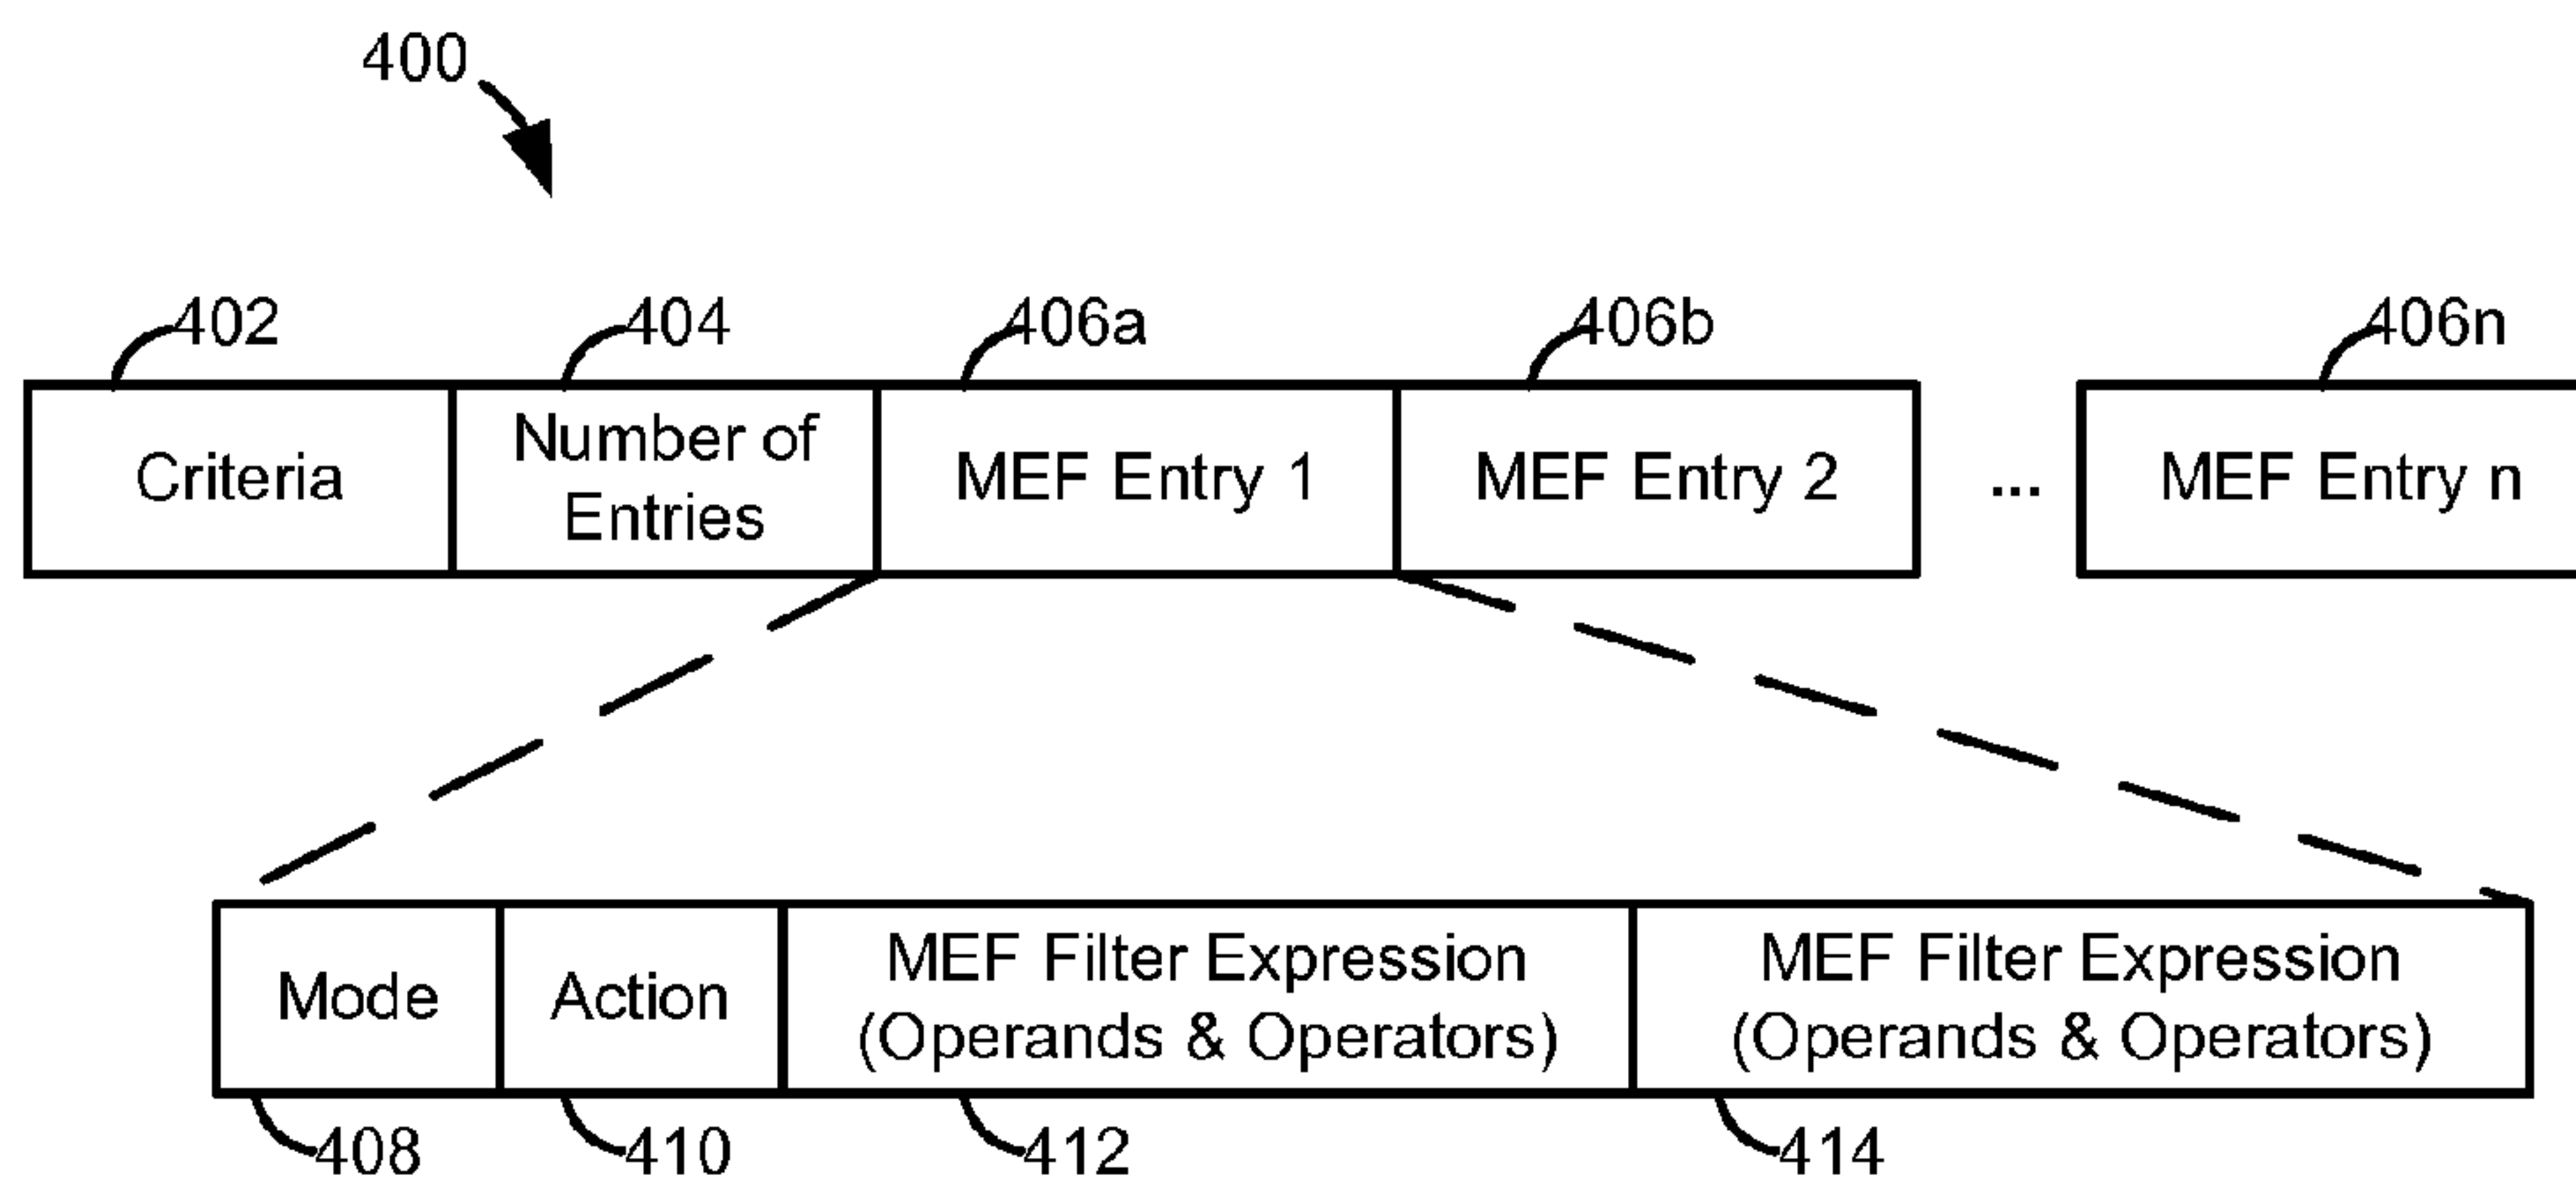 400
402
404
406a
406b
406n
Criteria
Number of
Entries
MEF Entry 1
MEF Entry 2
...
MEF Entry n
Mode
Action
MEF Filter Expression
(Operands & Operators)
MEF Filter Expression
(Operands & Operators)
408
410
412
414